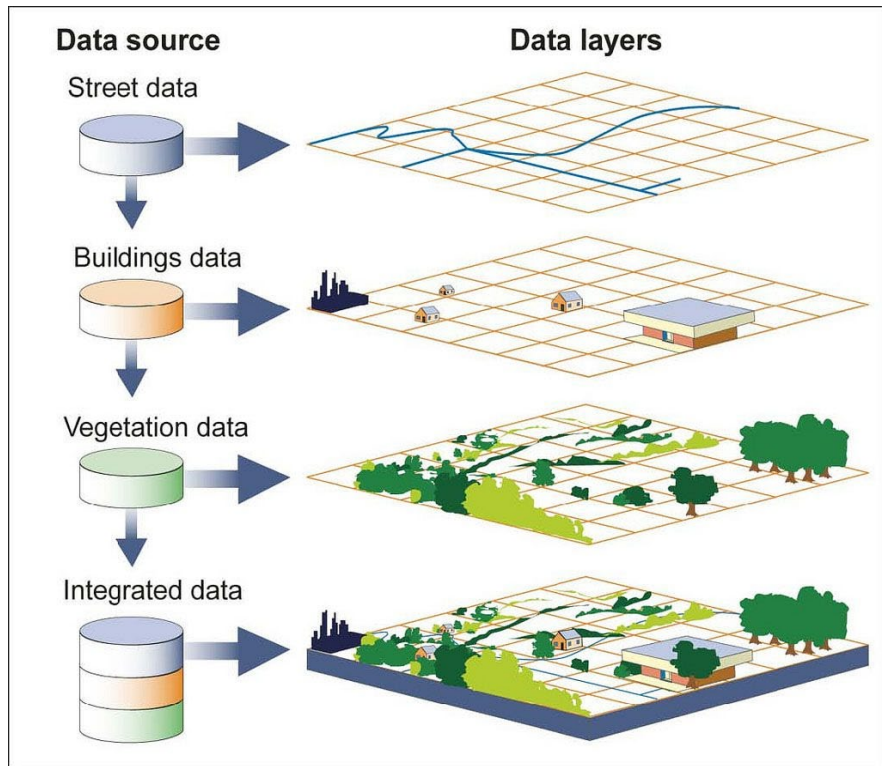 Data source
Data layers
Street data
Buildings data
Vegetation data
Integrated data